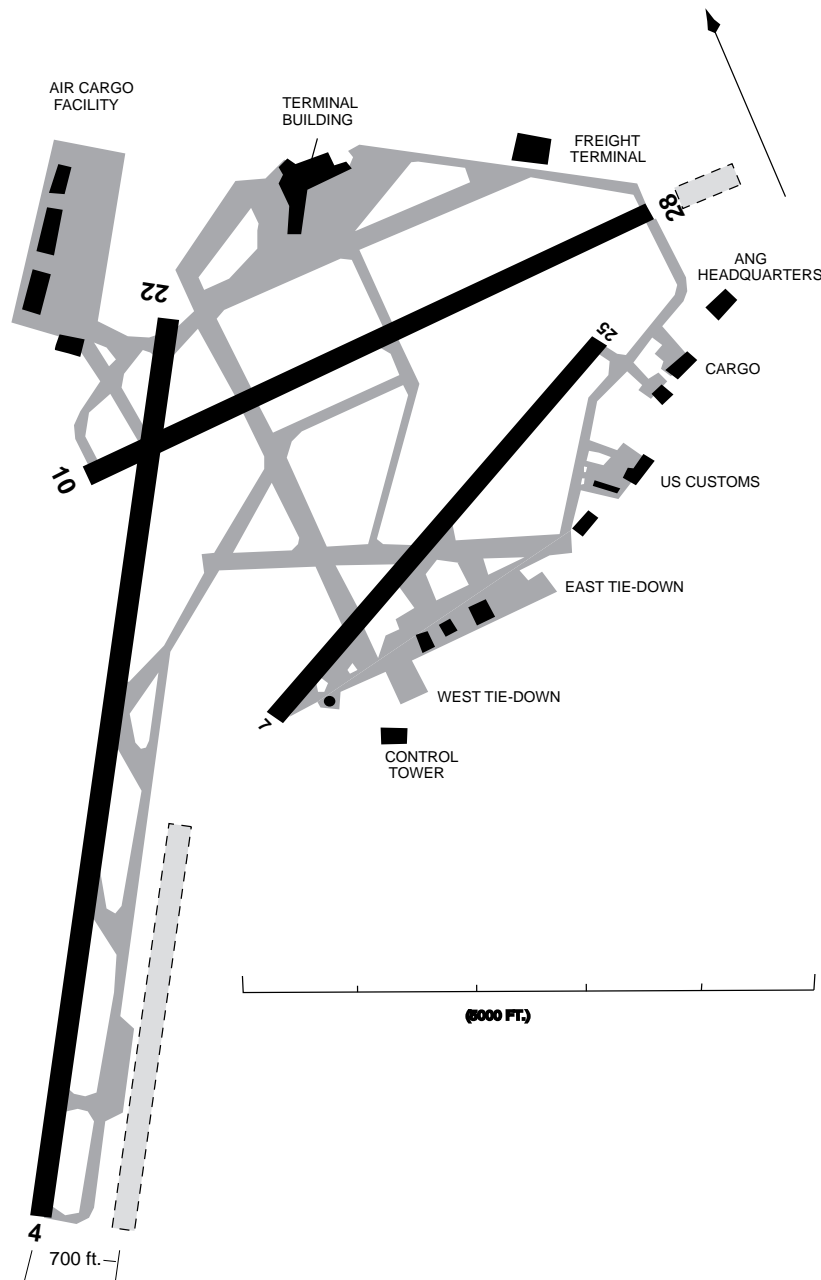 AIR CARGO
FACILITY
TERMINAL
BUILDING
FREIGHT
TERMINAL
28
ANG
HEADQUARTERS
22
25
CARGO
10
US CUSTOMS
EAST TIE-DOWN
WEST TIE-DOWN
7
CONTROL
TOWER
FT.)
4
700 ft.